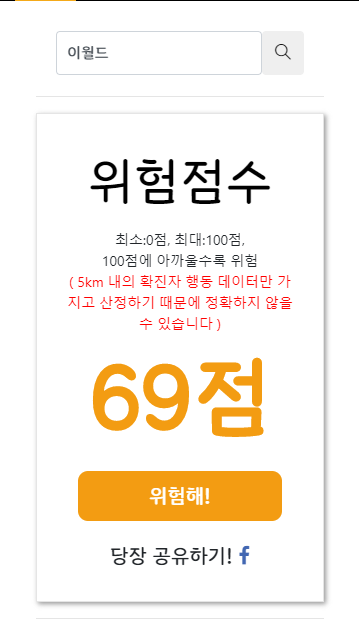 이월드
위험점수
최소:0점, 최대:100점,
100점에 아까울수록 위험
( 5km 내의 확진자 행동 데이터만 가
지고 산정하기 때문에 정확하지 않을
수 있습니다 )
69점
위험해!
당장 공유하기! f